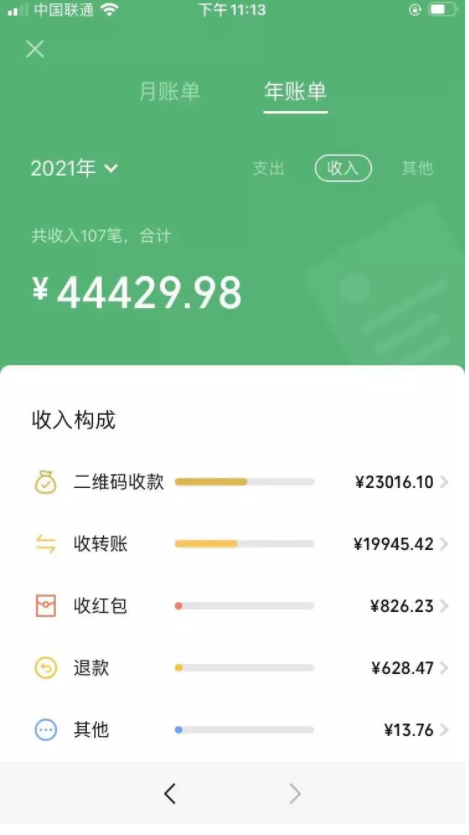 中国联通 下午11:13
月账单 年账单
2021年 支出 收入 其他
共收入107笔，合计
¥44429.98
收入构成
二维码收款 ¥23016.10
收转账 ¥19945.42
收红包 ¥826.23
退款 ¥628.47
其他 ¥13.76